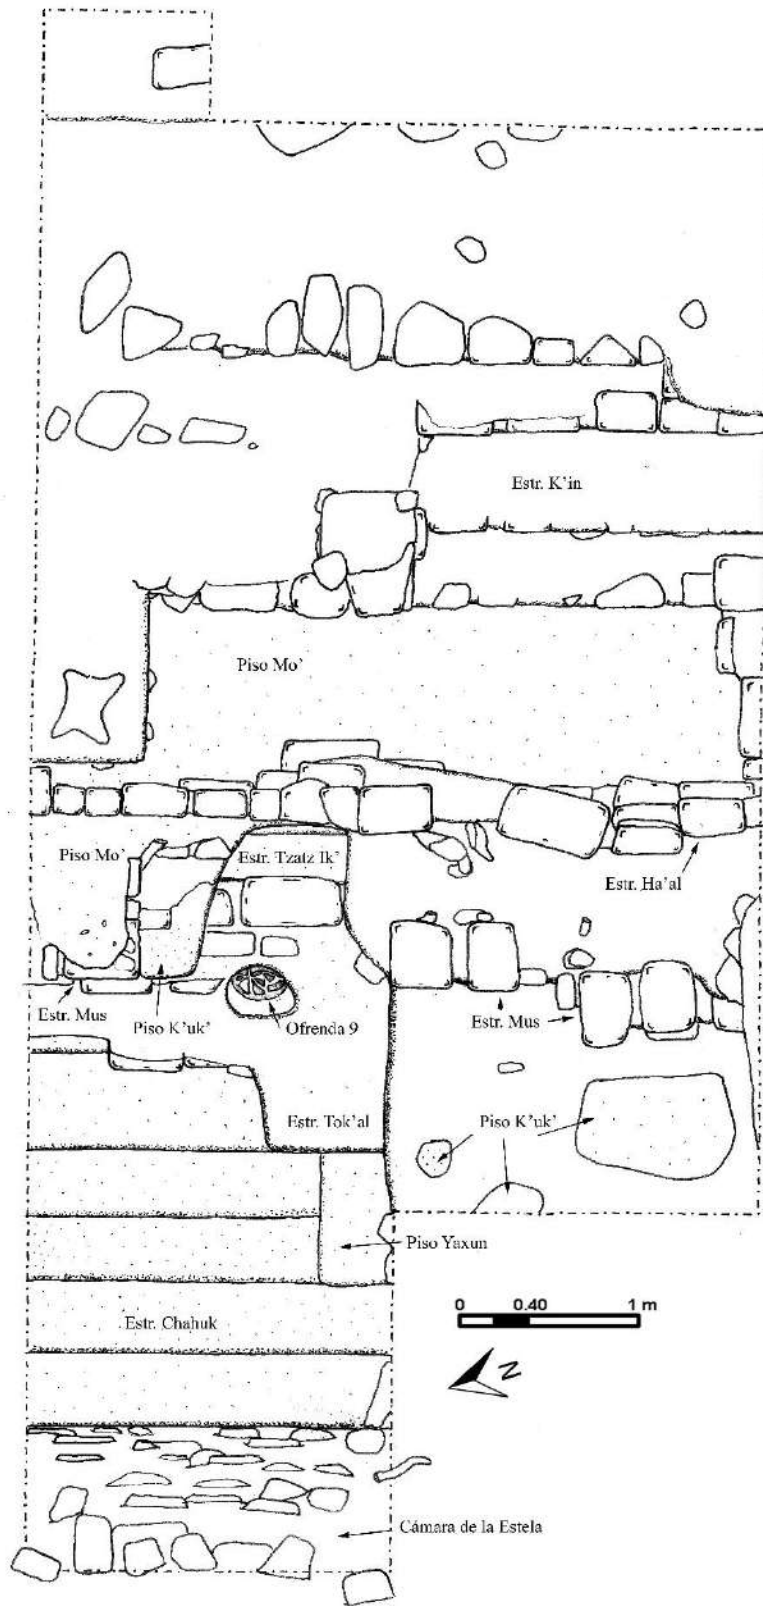 Estr. K'in
Piso Mo'
Piso Mo'
Estr. Tzatz Ik'
Estr. Ha'al
Estr. Mus
Piso K'uk'
Ofrenda 9
Estr. Mus
Estr. Tok'al
Piso K'uk'
Piso Yaxun
0 0.40 1 m
Estr. Chahuk
N
Cámara de la Estela